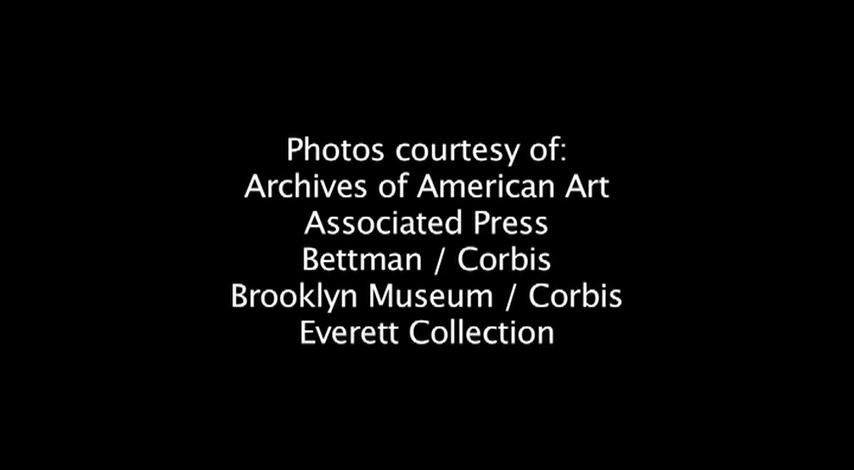 Photos courtesy of:
Archives of American Art
Associated Press
Bettman / Corbis
Brooklyn Museum / Corbis
Everett Collection